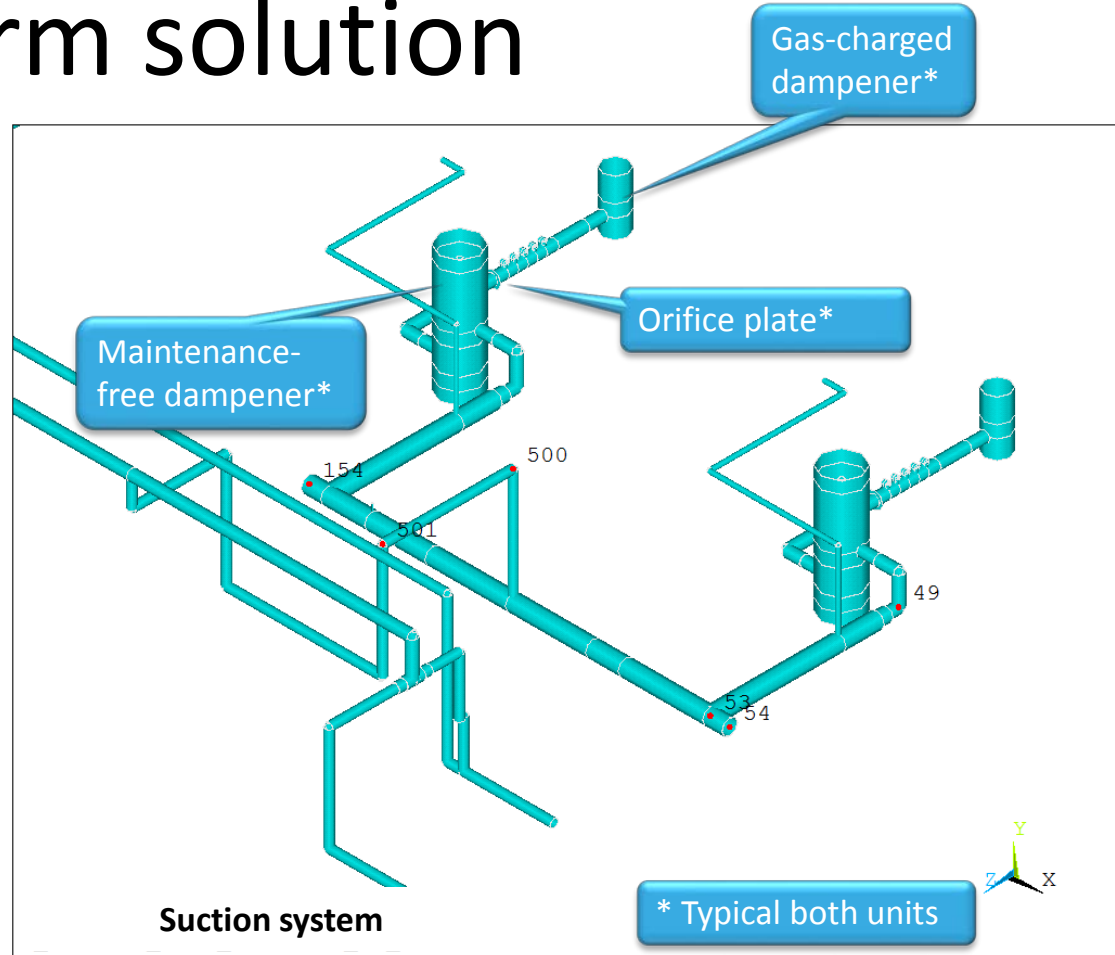 rm solution
Gas-charged
dampener*
Orifice plate*
Maintenance-
free dampener*
154
500
501
49
53
54
Y
Z
X
Suction system
* Typical both units